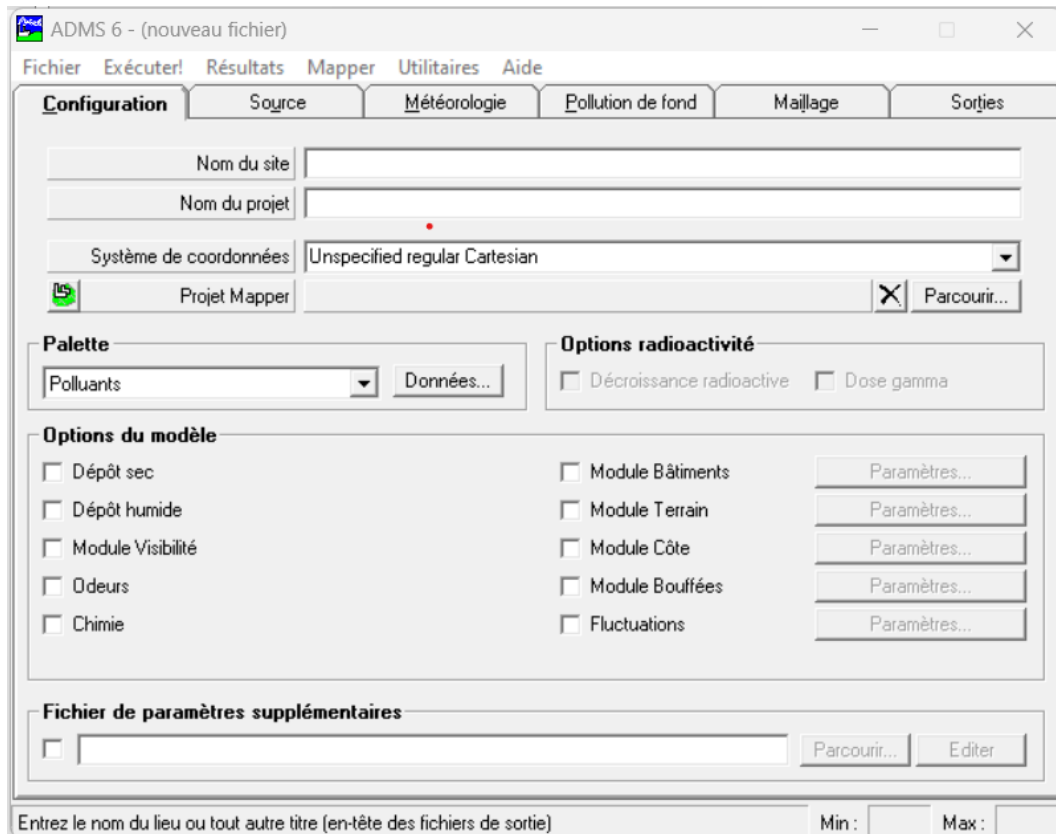 ADMS 6 - (nouveau fichier)
Fichier Exécuter! Résultats Mapper Utilitaires Aide
Configuration Source Météorologie Pollution de fond Maillage Sorties
Nom du site
Nom du projet
Système de coordonnées Unspecified regular Cartesian
Projet Mapper Parcourir...
Palette Options radioactivité
Polluants Données... Décroissance radioactive Dose gamma
Options du modèle
Dépôt sec Module Bâtiments Paramètres...
Dépôt humide Module Terrain Paramètres...
Module Visibilité Module Côte Paramètres...
Odeurs Module Bouffées Paramètres...
Chimie Fluctuations Paramètres...
Fichier de paramètres supplémentaires
Parcourir... Editer
Entrez le nom du lieu ou tout autre titre (en-tête des fichiers de sortie) Min : Max :